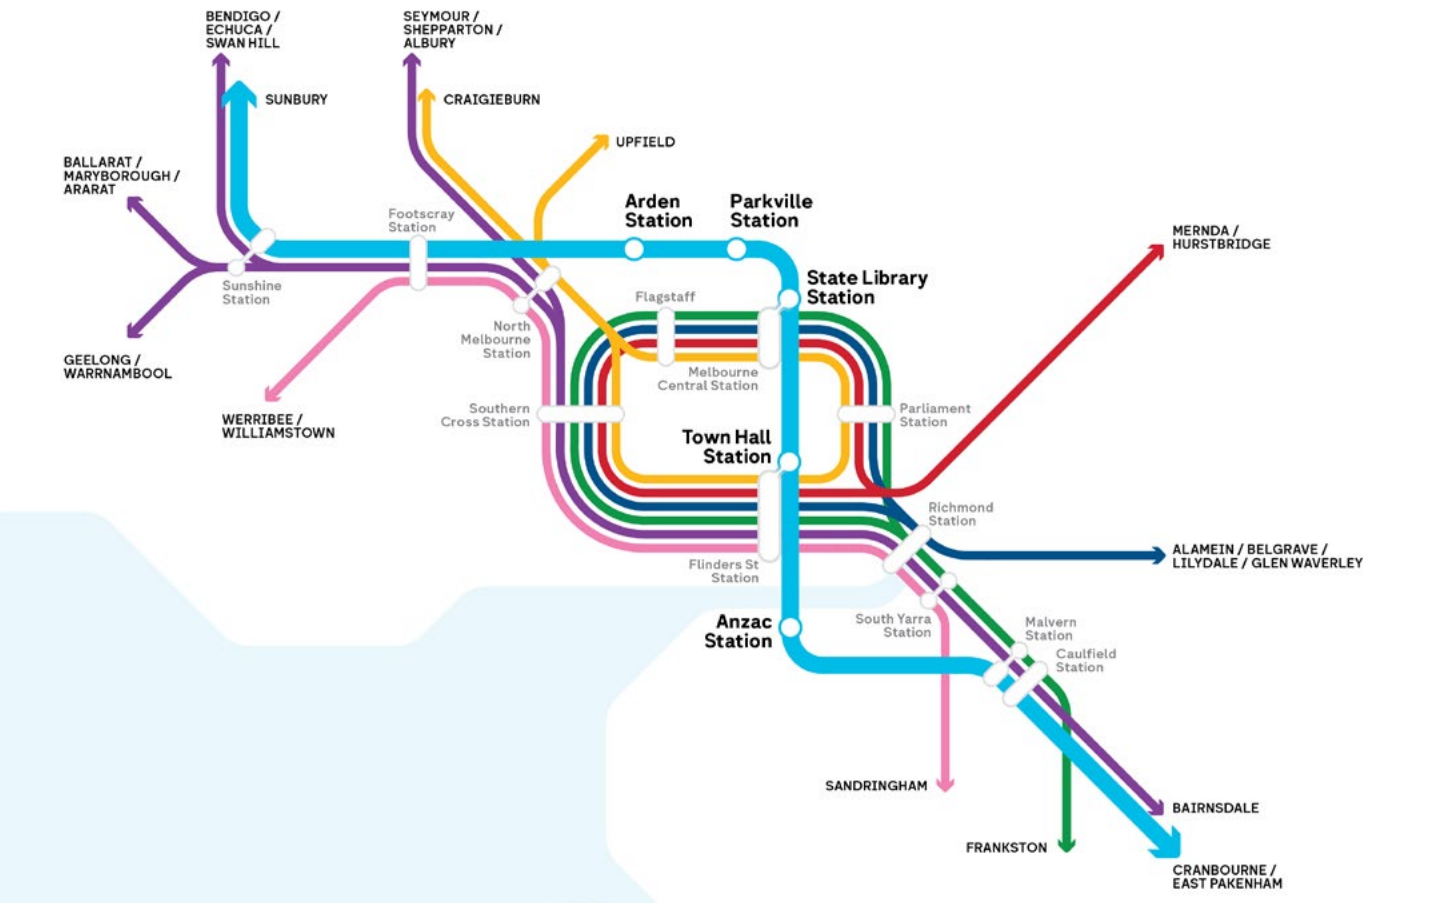 BENDIGO /
ECHUCA /
SWAN HILL
SEYMOUR /
SHEPPARTON /
ALBURY
SUNBURY
CRAIGIEBURN
UPFIELD
BALLARAT /
MARYBOROUGH /
ARARAT
Footscray
Station
Arden
Station
Parkville
Station
MERNDA /
HURSTBRIDGE
Sunshine
Station
State Library
Station
Flagstaff
North
Melbourne
Station
GEELONG /
WARRNAMBOOL
Melbourne
Central Station
WERRIBEE /
WILLIAMSTOWN
Southern
Cross Station
Parliament
Station
Town Hall
Station
Richmond
Station
ALAMEIN / BELGRAVE /
LILYDALE / GLEN WAVERLEY
Flinders St
Station
Anzac
Station
South Yarra
Station
Malvern
Station
Caulfield
Station
SANDRINGHAM
BAIRNSDALE
FRANKSTON
CRANBOURNE /
EAST PAKENHAM